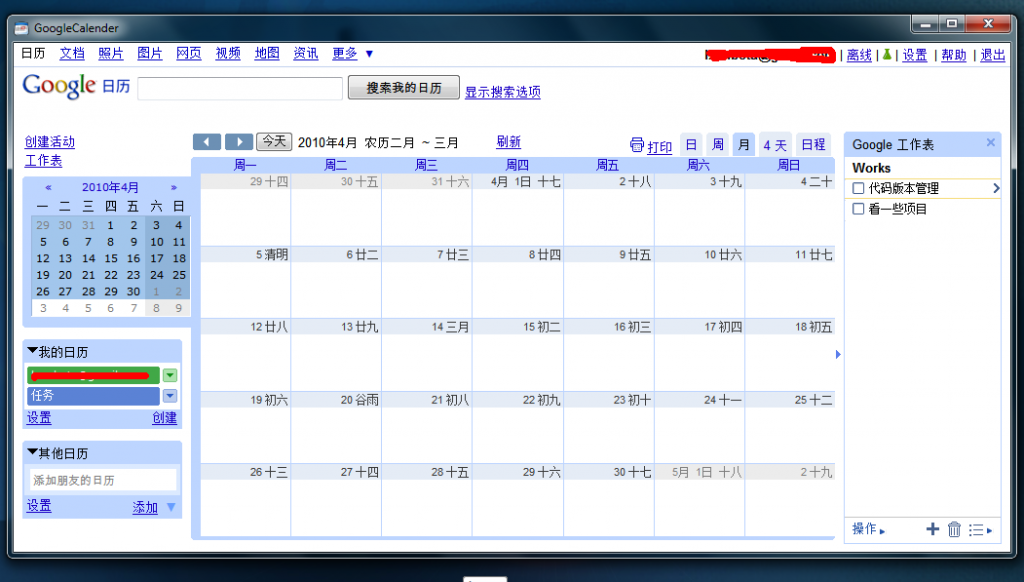 GoogleCalender
日历 文档 照片 图片 网页 视频 地图 资讯 更多 ▼
| 离线 | | 设置 | 帮助 | 退出
Google 日历 搜索我的日历 显示搜索选项
创建活动
工作表
今天 2010年4月 农历二月 ~ 三月 刷新 打印 日 周 月 4 天 日程
« 2010年4月 »
一 二 三 四 五 六 日
29 30 31 1 2 3 4
5 6 7 8 9 10 11
12 13 14 15 16 17 18
19 20 21 22 23 24 25
26 27 28 29 30 1 2
3 4 5 6 7 8 9
▼我的日历
任务
设置 创建
▼其他日历
添加朋友的日历
设置 添加 ▼
周一 周二 周三 周四 周五 周六 周日
29 十四 30 十五 31 十六 4月 1日 十七 2 十八 3 十九 4 二十
5 清明 6 廿二 7 廿三 8 廿四 9 廿五 10 廿六 11 廿七
12 廿八 13 廿九 14 三月 15 初二 16 初三 17 初四 18 初五
19 初六 20 谷雨 21 初八 22 初九 23 初十 24 十一 25 十二
26 十三 27 十四 28 十五 29 十六 30 十七 5月 1日 十八 2 十九
Google 工作表
Works
代码版本管理
看一些项目
操作